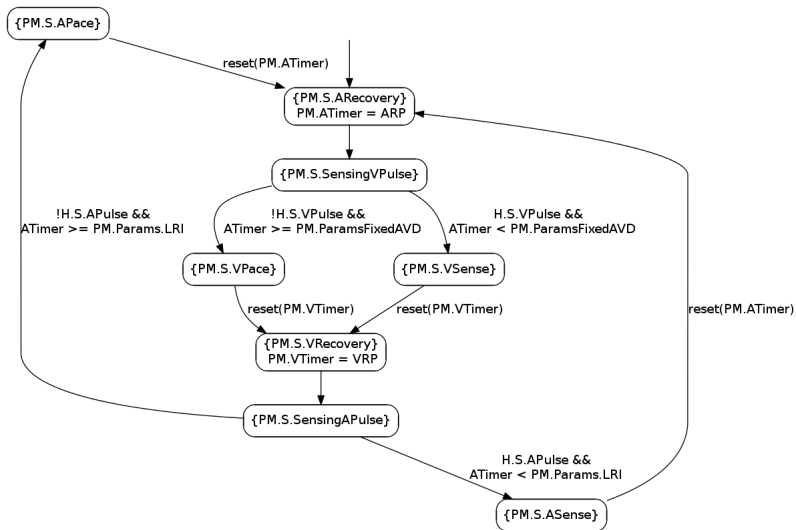 {PM.S.APace}
reset(PM.ATimer)
{PM.S.ARecovery}
PM.ATimer = ARP
{PM.S.SensingVPulse}
!H.S.APulse &&
ATimer >= PM.Params.LRI
!H.S.VPulse &&
ATimer >= PM.ParamsFixedAVD
H.S.VPulse &&
ATimer < PM.ParamsFixedAVD
{PM.S.VPace}
{PM.S.VSense}
reset(PM.VTimer)
reset(PM.VTimer)
reset(PM.ATimer)
{PM.S.VRecovery}
PM.VTimer = VRP
{PM.S.SensingAPulse}
H.S.APulse &&
ATimer < PM.Params.LRI
{PM.S.ASense}